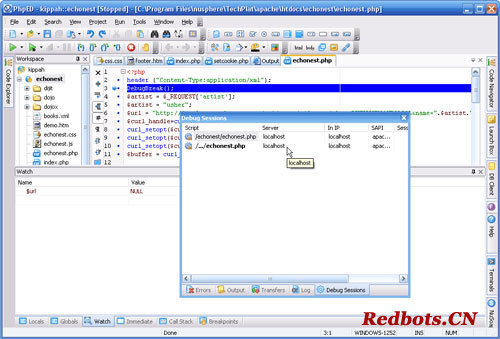 PhpED - kippah::echonest [Stopped] - [C:\Program Files\nusphere\TechPlat\apache\htdocs\echonest\echonest.php]
File Edit Search View Go To Project Run Tools Window Help
css.css footer.htm index.php setcookie.php Output echonest.php
Workspace
echonest
dijit
dojo
dojox
books.xml
demo.htm
echonest.css
echonest.js
echonest.php
index.php
Code Explorer
1 <?php
2 header ("Content-Type:application/xml");
3 DebugBreak();
4 $artist = $_REQUEST['artist'];
5 $artist = "usher";
6 $url = "http://
".$artist.'
7 $curl_handle=
8 curl_setopt($cu
9 curl_setopt($cu
10 curl_setopt($cu
11 $buffer = curl_
Debug Sessions
Script Server In IP SAPI Sess
/echonest/echonest.php localhost localhost apac...
/.../echonest.php localhost localhost apac...
localhost
Errors Output Transfers Log Debug Sessions
Watch
Name Value
$url NULL
Locals Globals Watch Immediate Call Stack Breakpoints
Done 3:1 WINDOWS-1252 INS NUM
Code Navigator
Launch Box
DB Client
Help
Terminals
NuSou
Redbots.CN